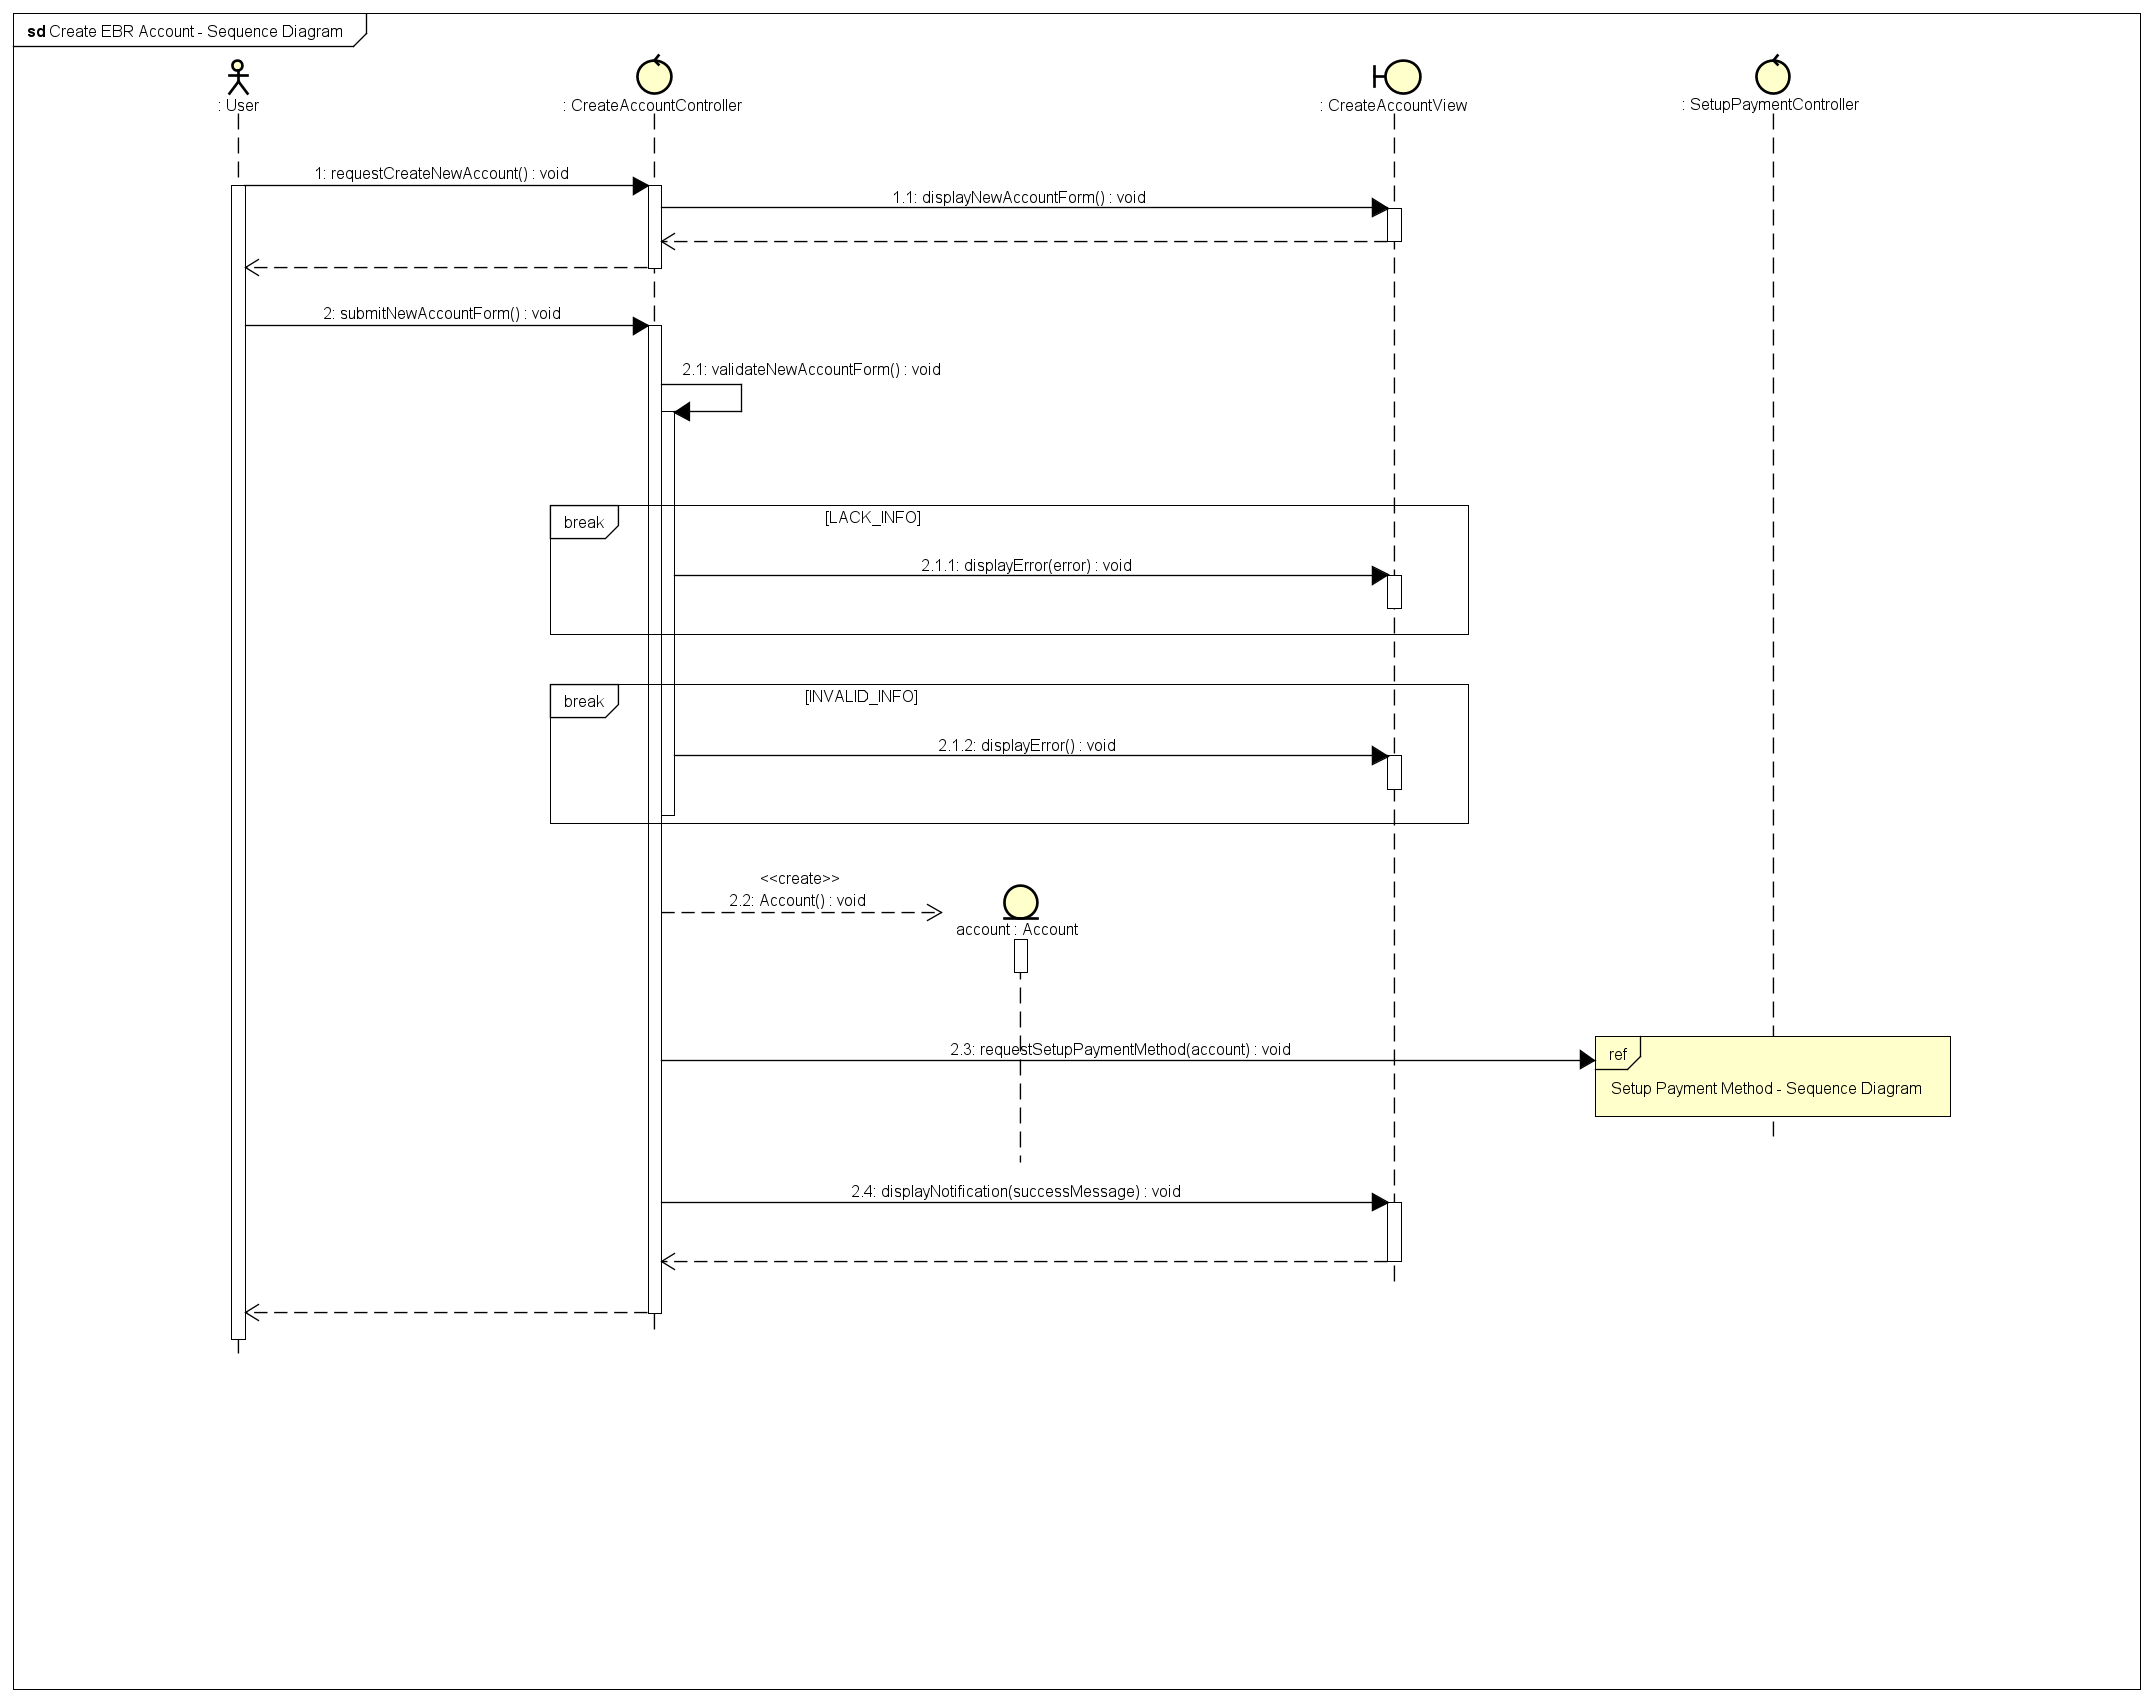 sd Create EBR Account - Sequence Diagram
: User
: CreateAccountController
: CreateAccountView
: SetupPaymentController
1: requestCreateNewAccount() : void
1.1: displayNewAccountForm() : void
2: submitNewAccountForm() : void
2.1: validateNewAccountForm() : void
break
[LACK_INFO]
2.1.1: displayError(error) : void
break
[INVALID_INFO]
2.1.2: displayError() : void
<<create>>
2.2: Account() : void
account : Account
2.3: requestSetupPaymentMethod(account) : void
ref
Setup Payment Method - Sequence Diagram
2.4: displayNotification(successMessage) : void